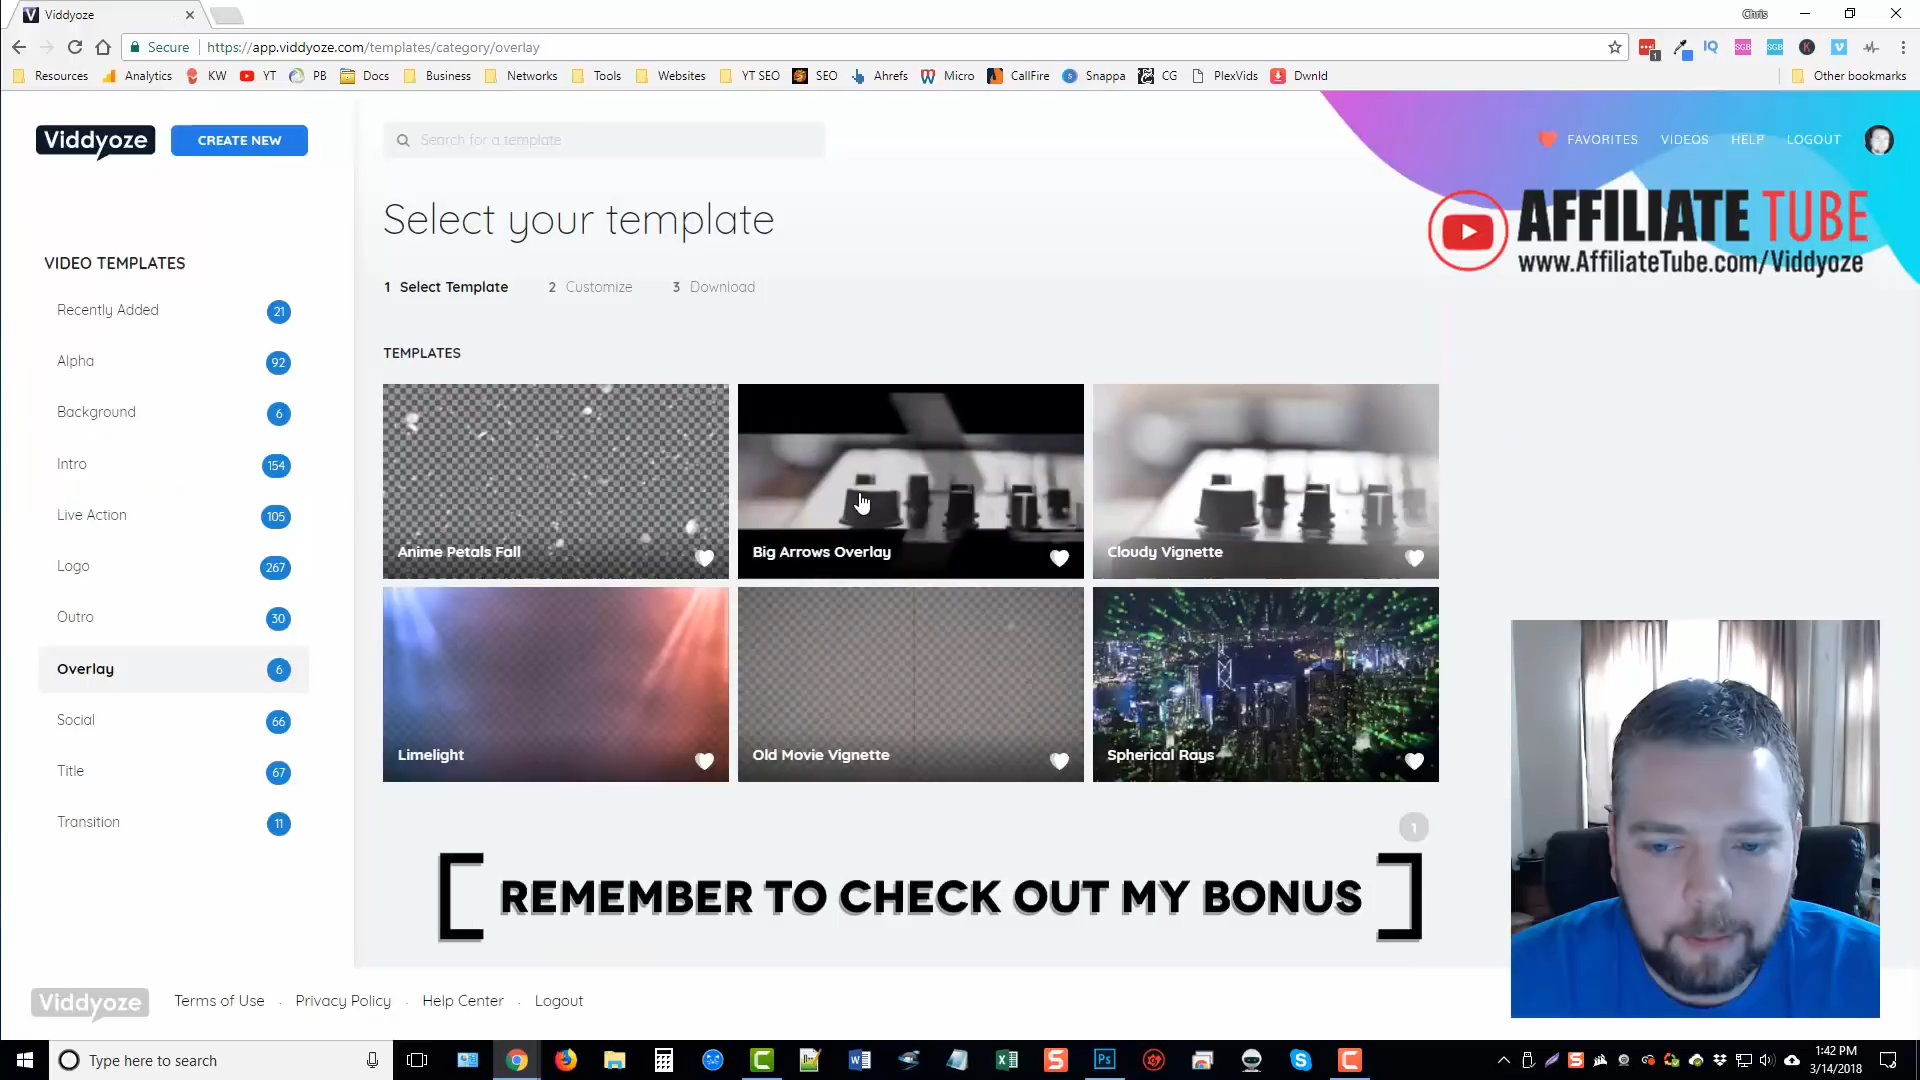 Viddyoze
Chris
Secure
https://app.viddyoze.com/templates/category/overlay
Resources
Analytics
KW
YT
PB
Docs
Business
Networks
Tools
Websites
YT SEO
SEO
Ahrefs
Micro
CallFire
Snappa
CG
PlexVids
Dwnld
Other bookmarks
Viddyoze
CREATE NEW
Search for a template
FAVORITES
VIDEOS
HELP
LOGOUT
AFFILIATE TUBE
www.AffiliateTube.com/Viddyoze
Select your template
1 Select Template
2 Customize
3 Download
VIDEO TEMPLATES
Recently Added 21
Alpha 92
Background 6
Intro 154
Live Action 105
Logo 267
Outro 30
Overlay 6
Social 66
Title 67
Transition 11
TEMPLATES
Anime Petals Fall
Big Arrows Overlay
Cloudy Vignette
Limelight
Old Movie Vignette
Spherical Rays
1
[REMEMBER TO CHECK OUT MY BONUS]
Viddyoze
Terms of Use
Privacy Policy
Help Center
Logout
Type here to search
1:42 PM
3/14/2018